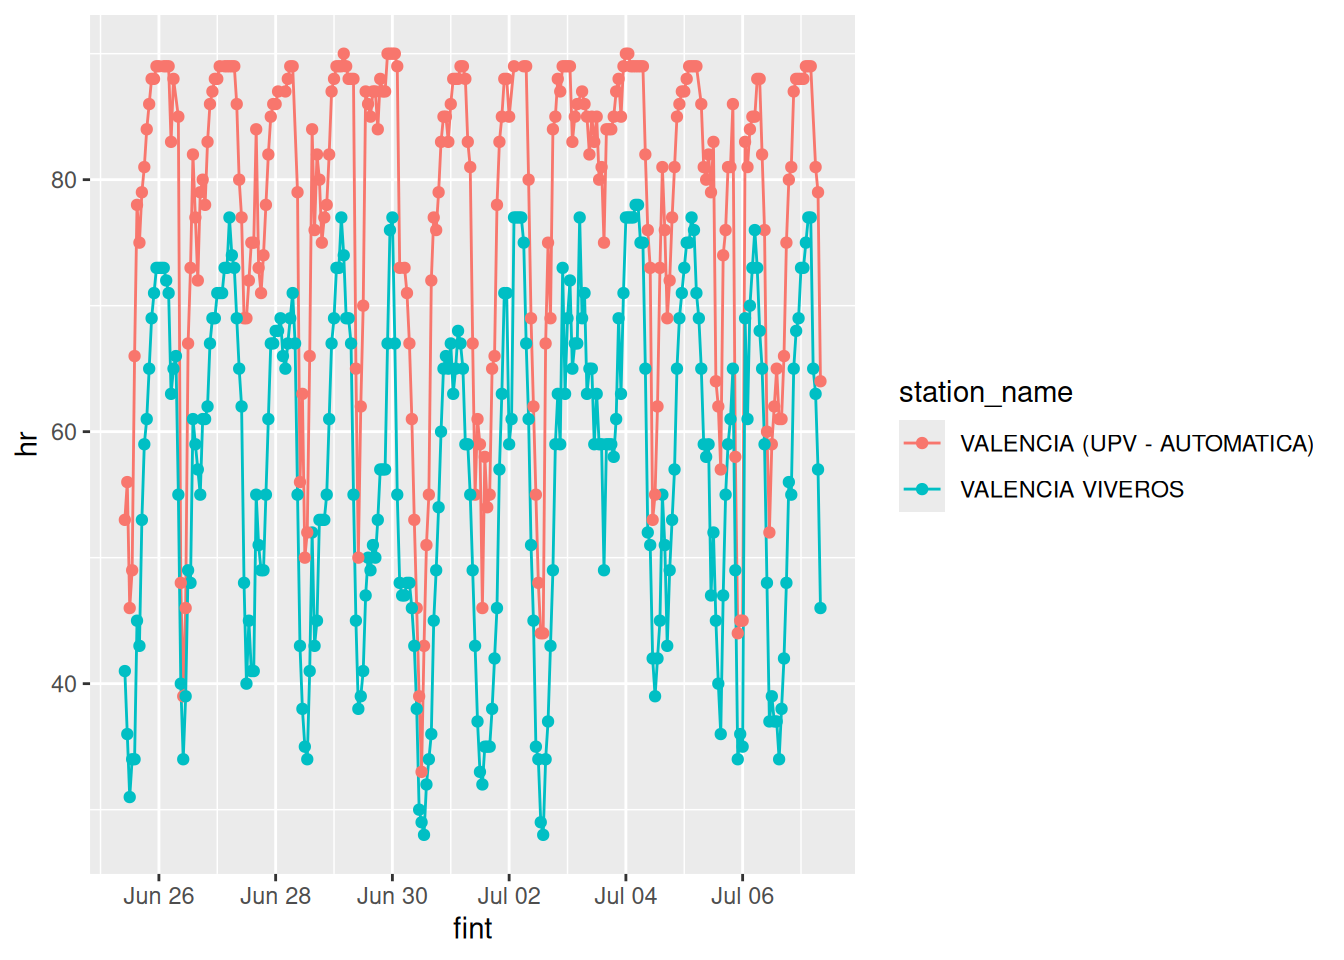 hr
80
60
40
Jun 26
Jun 28
Jun 30
Jul 02
Jul 04
Jul 06
fint
station_name
VALENCIA (UPV - AUTOMATICA)
VALENCIA VIVEROS